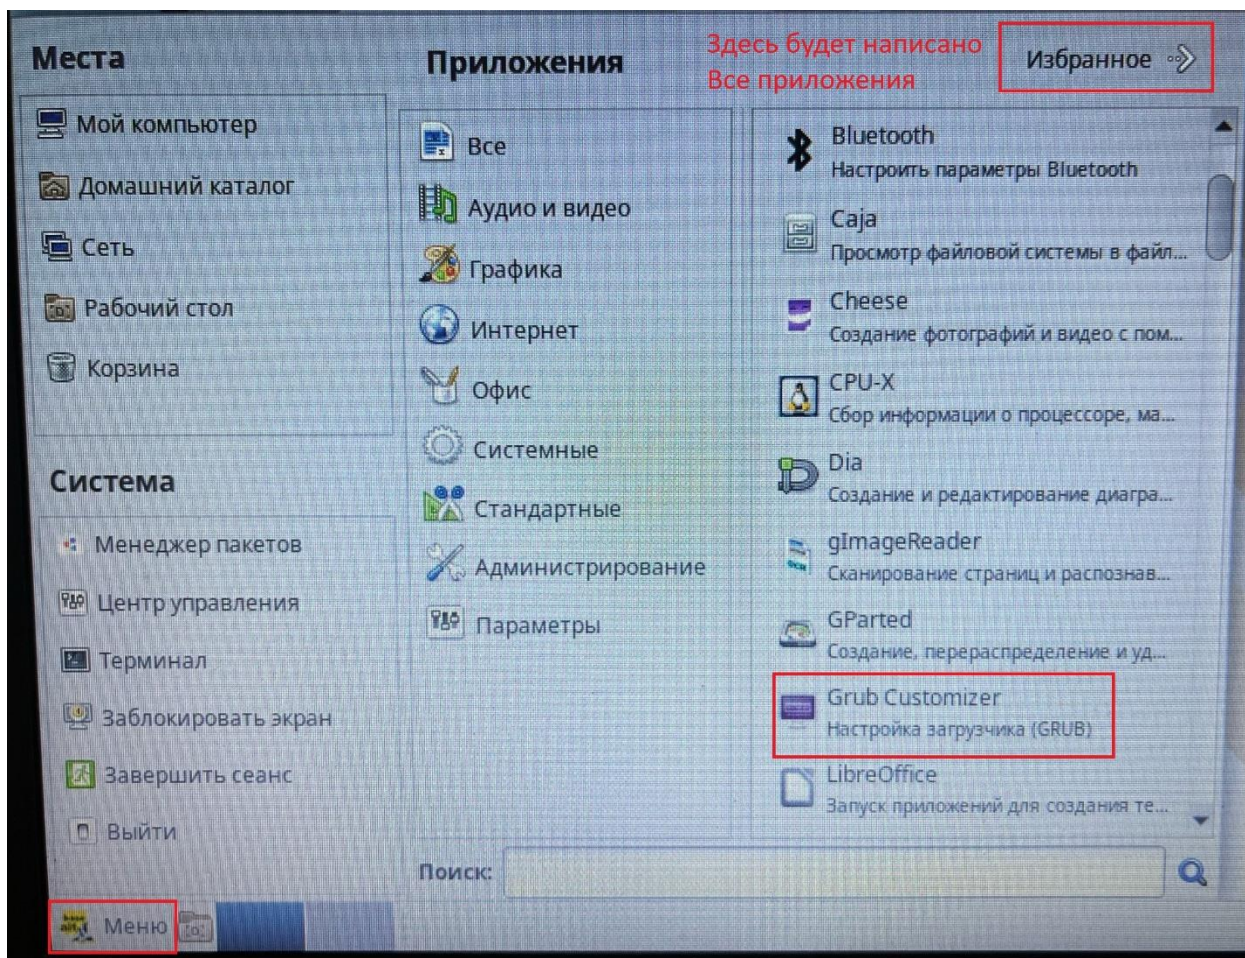 Места
Мой компьютер
Домашний каталог
Сеть
Рабочий стол
Корзина
Система
Менеджер пакетов
Центр управления
Терминал
Заблокировать экран
Завершить сеанс
Выйти
Приложения
Здесь будет написано
Все приложения
Избранное
Все
Аудио и видео
Графика
Интернет
Офис
Системные
Стандартные
Администрирование
Параметры
Bluetooth
Настроить параметры Bluetooth
Caja
Просмотр файловой системы в файл...
Cheese
Создание фотографий и видео с пом...
CPU-X
Сбор информации о процессоре, ма...
Dia
Создание и редактирование диагра...
gImageReader
Сканирование страниц и распознав...
GParted
Создание, перераспределение и уд...
Grub Customizer
Настройка загрузчика (GRUB)
LibreOffice
Запуск приложений для создания те...
Поиск:
Меню